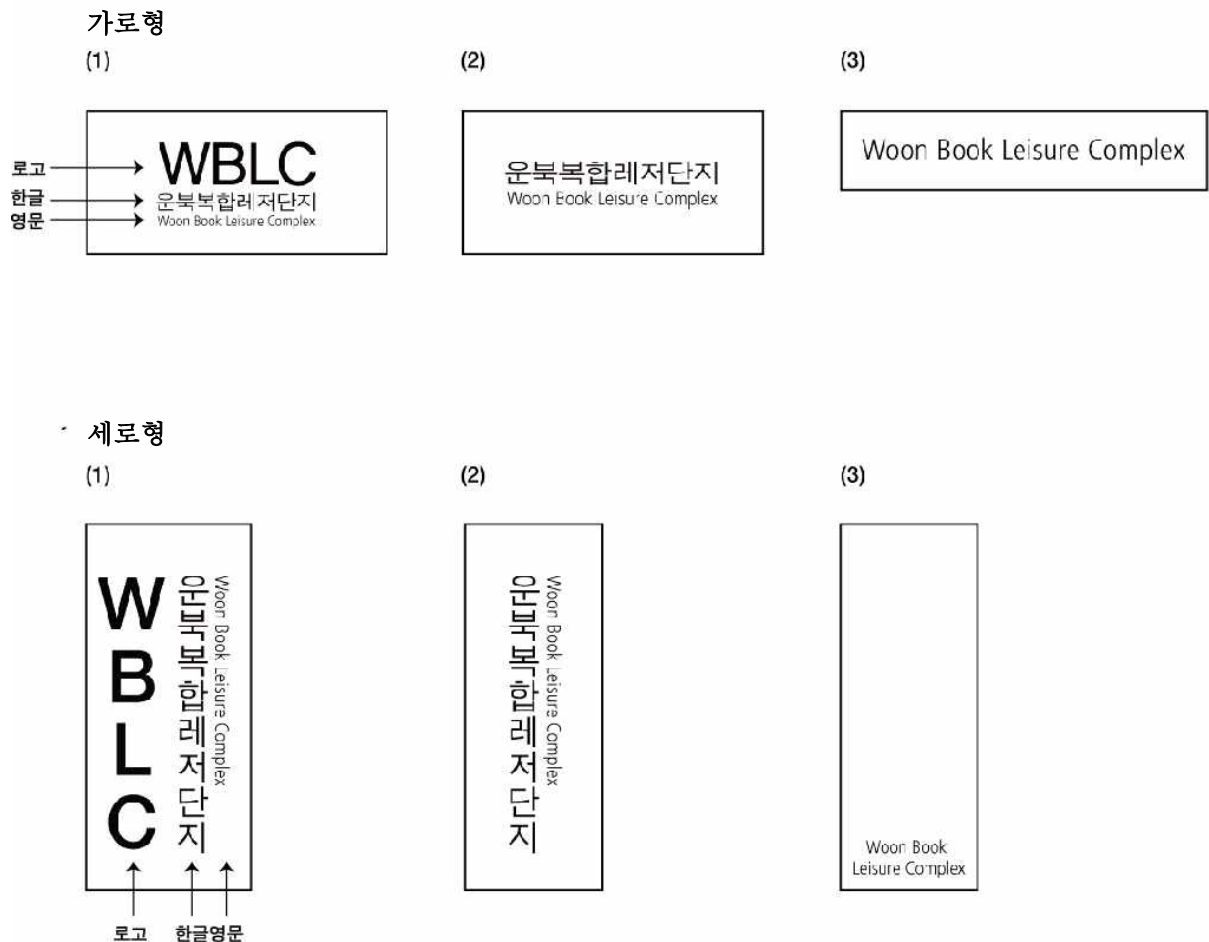 가로형
(1)
로고
한글
영문
WBLC
운북복합레저단지
Woon Book Leisure Complex
(2)
운북복합레저단지
Woon Book Leisure Complex
(3)
Woon Book Leisure Complex
세로형
(1)
WBLC
운북복합레저단지
Woon Book Leisure Complex
로고
한글
영문
(2)
운북복합레저단지
Woon Book Leisure Complex
(3)
Woon Book
Leisure Complex